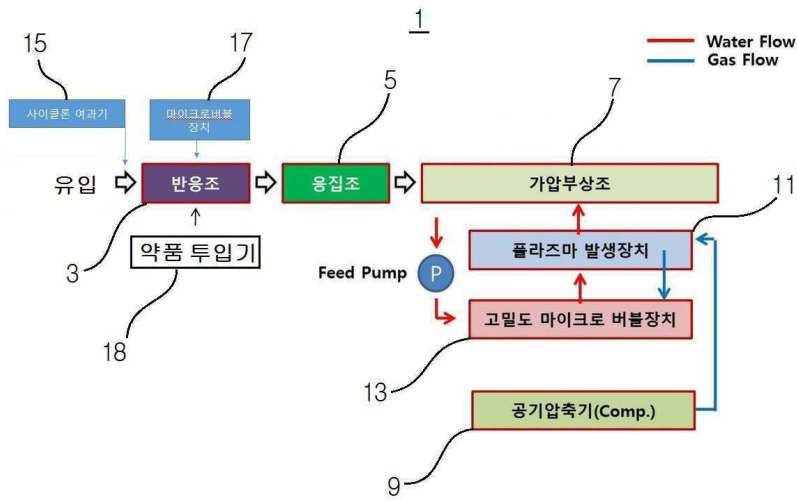 1
15
17
Water Flow
Gas Flow
5
7
사이클론 여과기
마이크로버블
장치
유입
반응조
응집조
가압부상조
11
3
약품 투입기
Feed Pump
P
플라즈마 발생장치
18
고밀도 마이크로 버블장치
13
공기압축기(Comp.)
9